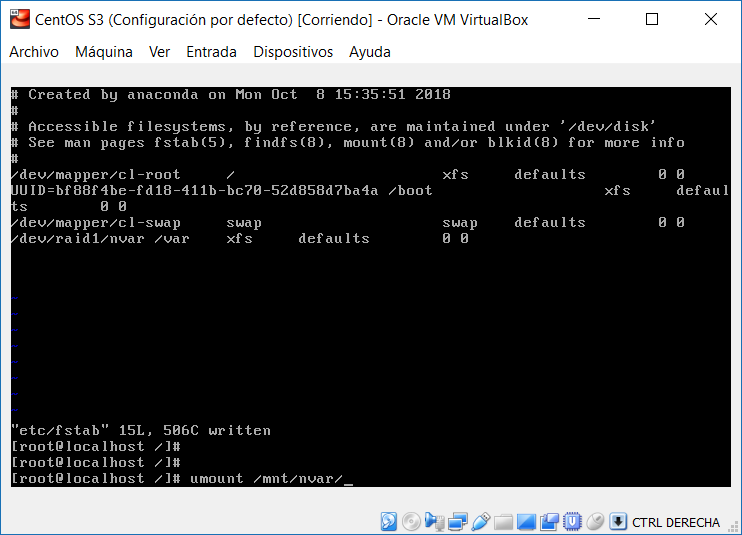 CentOS S3 (Configuración por defecto) [Corriendo] - Oracle VM VirtualBox
Archivo Máquina Ver Entrada Dispositivos Ayuda
# Created by anaconda on Mon Oct  8 15:35:51 2018
#
# Accessible filesystems, by reference, are maintained under '/dev/disk'
# See man pages fstab(5), findfs(8), mount(8) and/or blkid(8) for more info
#
/dev/mapper/cl-root   /                       xfs     defaults        0 0
UUID=bf88f4be-fd18-411b-bc70-52d858d7ba4a /boot                   xfs     defaul
ts        0 0
/dev/mapper/cl-swap     swap                    swap    defaults        0 0
/dev/raid1/nvar /var    xfs     defaults        0 0
~
~
~
~
~
~
~
~
"etc/fstab" 15L, 506C written
[root@localhost /]#
[root@localhost /]#
[root@localhost /]# umount /mnt/nvar/_
CTRL DERECHA